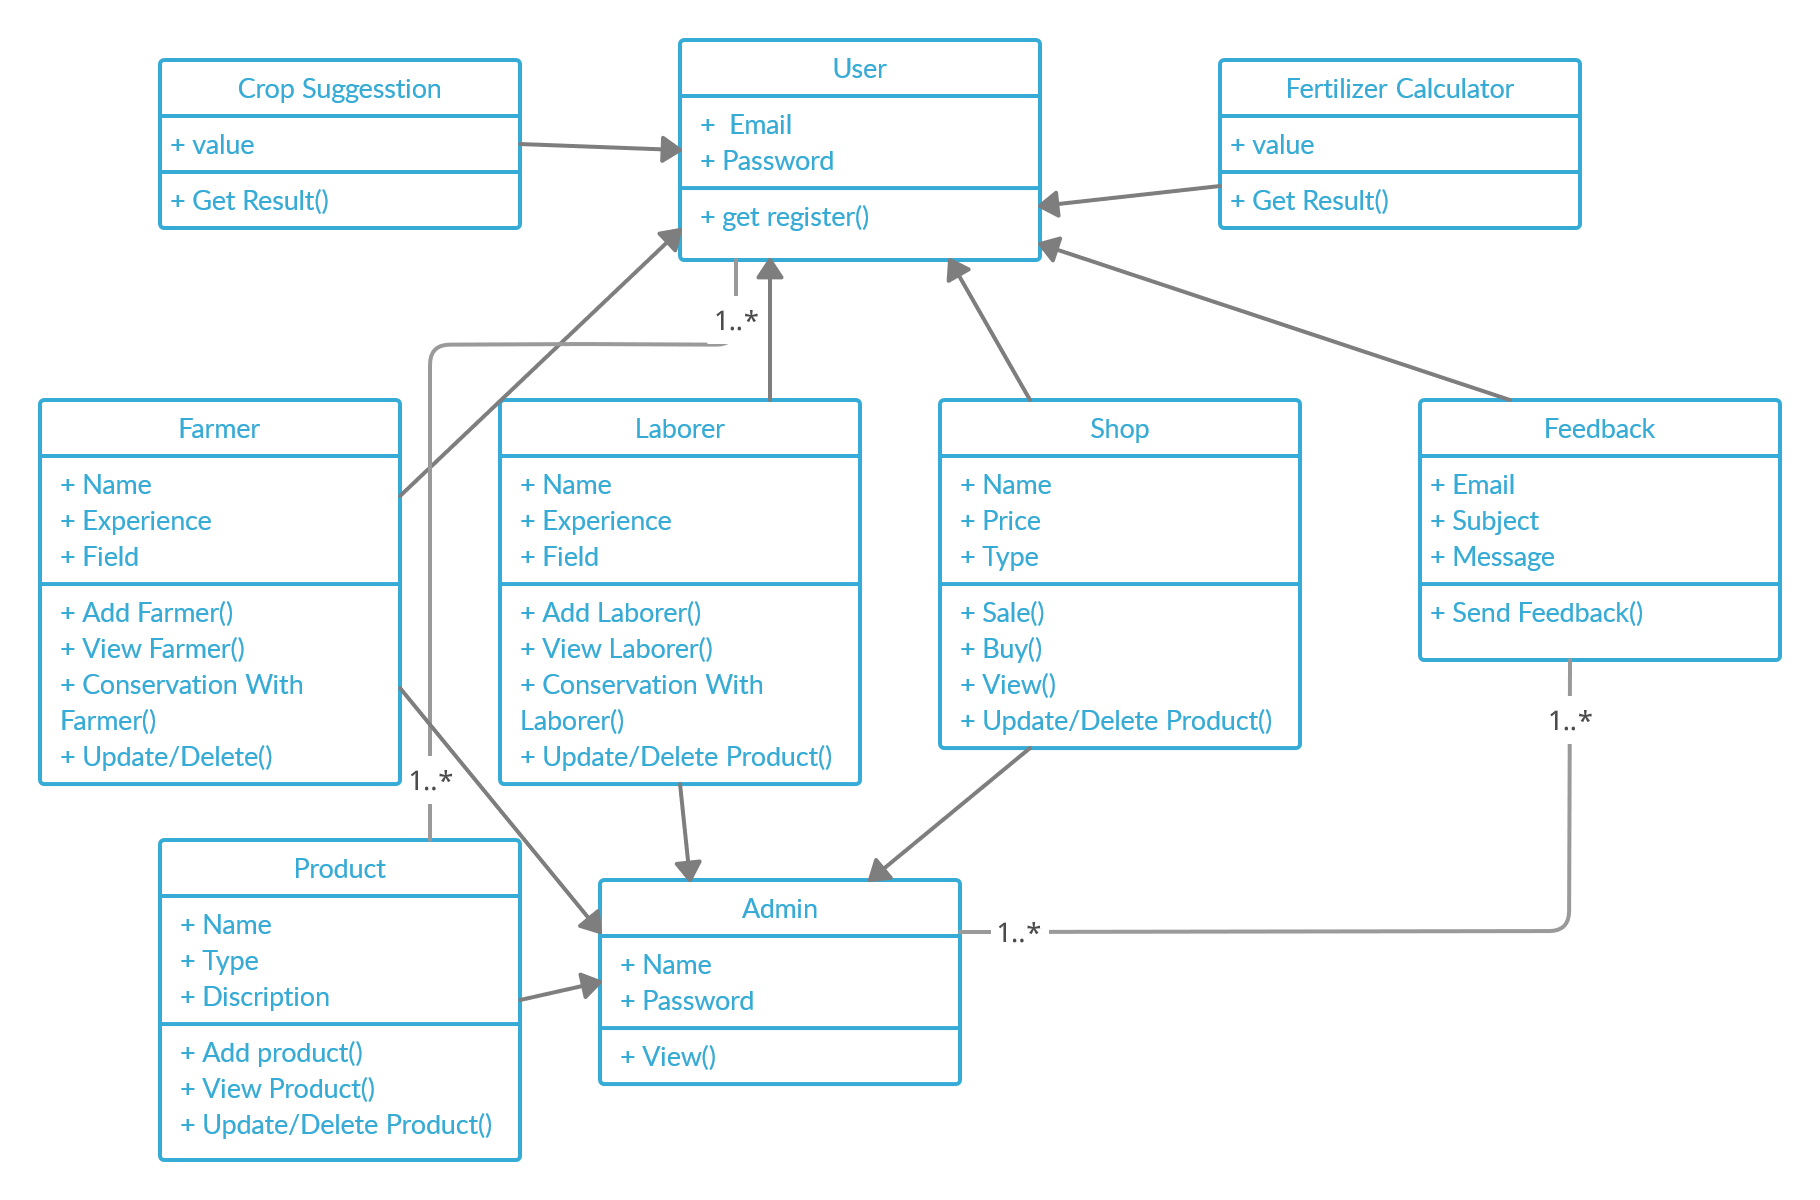 Crop Suggesstion
+ value
+ Get Result()
User
+ Email
+ Password
+ get register()
Fertilizer Calculator
+ value
+ Get Result()
1..*
Farmer
+ Name
+ Experience
+ Field
+ Add Farmer()
+ View Farmer()
+ Conservation With
Farmer()
+ Update/Delete()
Laborer
+ Name
+ Experience
+ Field
+ Add Laborer()
+ View Laborer()
+ Conservation With
Laborer()
+ Update/Delete Product()
Shop
+ Name
+ Price
+ Type
+ Sale()
+ Buy()
+ View()
+ Update/Delete Product()
Feedback
+ Email
+ Subject
+ Message
+ Send Feedback()
1..*
1..*
Product
+ Name
+ Type
+ Discription
+ Add product()
+ View Product()
+ Update/Delete Product()
Admin
+ Name
+ Password
+ View()
1..*